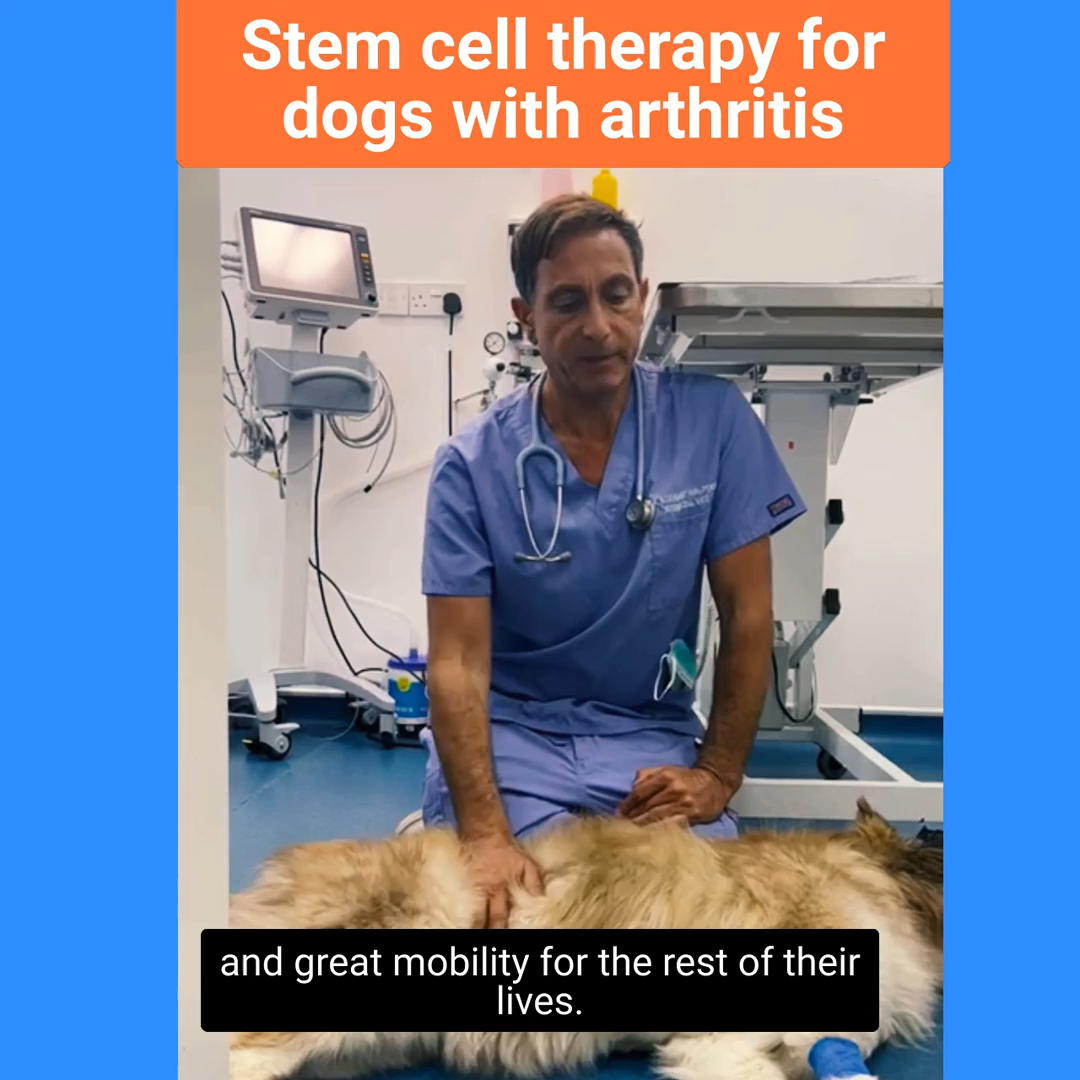 Stem cell therapy for
dogs with arthritis
and great mobility for the rest of their
lives.